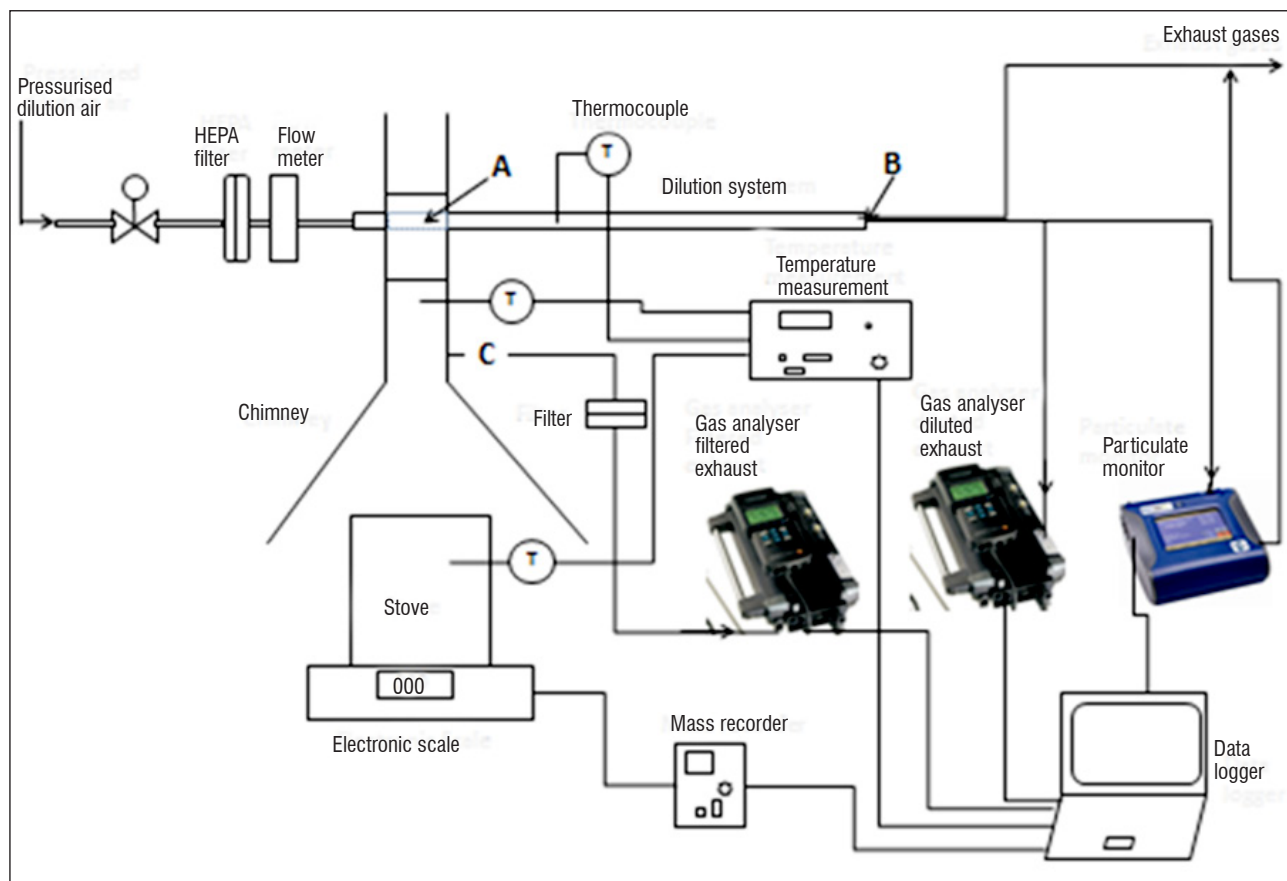 Exhaust gases
Pressurised
dilution air
HEPA
filter
Flow
meter
Thermocouple
T
A
B
Dilution system
Temperature
measurement
T
C
Chimney
Filter
Gas analyser
filtered
exhaust
Gas analyser
diluted
exhaust
Particulate
monitor
T
Stove
000
Electronic scale
Mass recorder
Data
logger